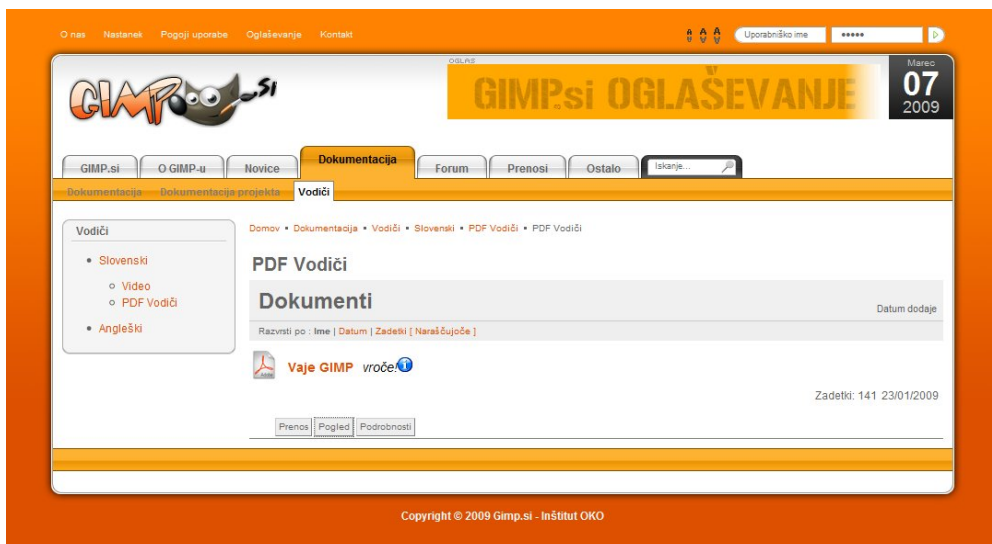 O nas Nastanek Pogoji uporabe Oglaševanje Kontakt
A A A Uporabniško ime •••••
GIMP.si
OGLAS
GIMP.si OGLAŠEVANJE
Marec
07
2009
GIMP.si O GIMP-u Novice Dokumentacija Forum Prenosi Ostalo Iskanje...
Dokumentacija Dokumentacija projekta Vodiči
Vodiči
• Slovenski
○ Video
○ PDF Vodiči
• Angleški
Domov • Dokumentacija • Vodiči • Slovenski • PDF Vodiči • PDF Vodiči
PDF Vodiči
Dokumenti
Datum dodaje
Razvrsti po : Ime | Datum | Zadetki [ Naraščujoče ]
Vaje GIMP vroče!
Zadetki: 141 23/01/2009
Prenos Pogled Podrobnosti
Copyright © 2009 Gimp.si - Inštitut OKO